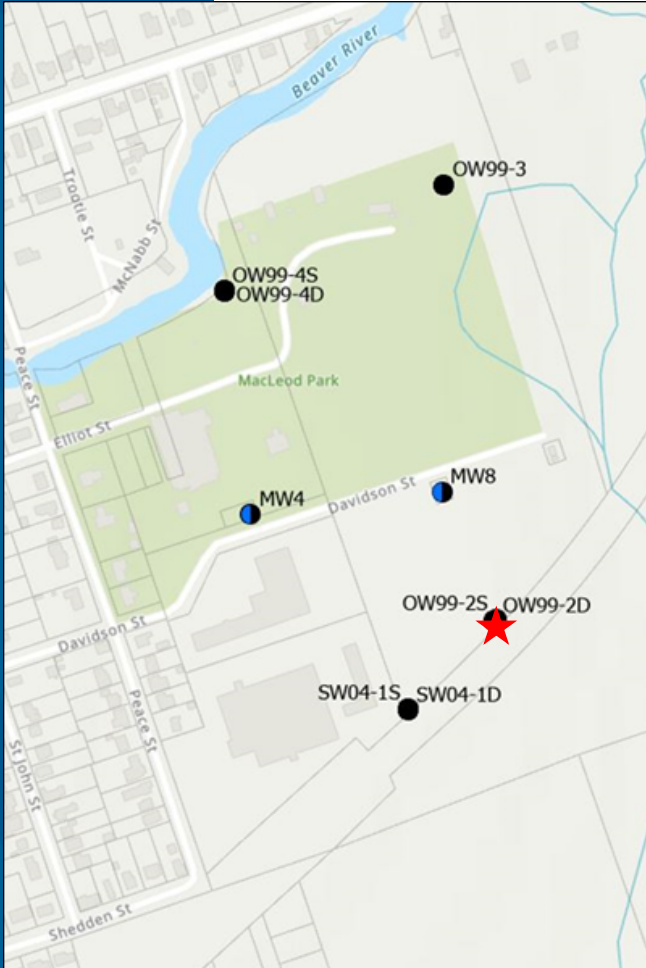 Beaver River
OW99-3
Trootie St
McNabb St
OW99-4S
OW99-4D
Peace St
MacLeod Park
Elliot St
MW8
MW4
Davidson St
OW99-2S
OW99-2D
Davidson St
SW04-1S
SW04-1D
Peace St
St John St
Shedden St